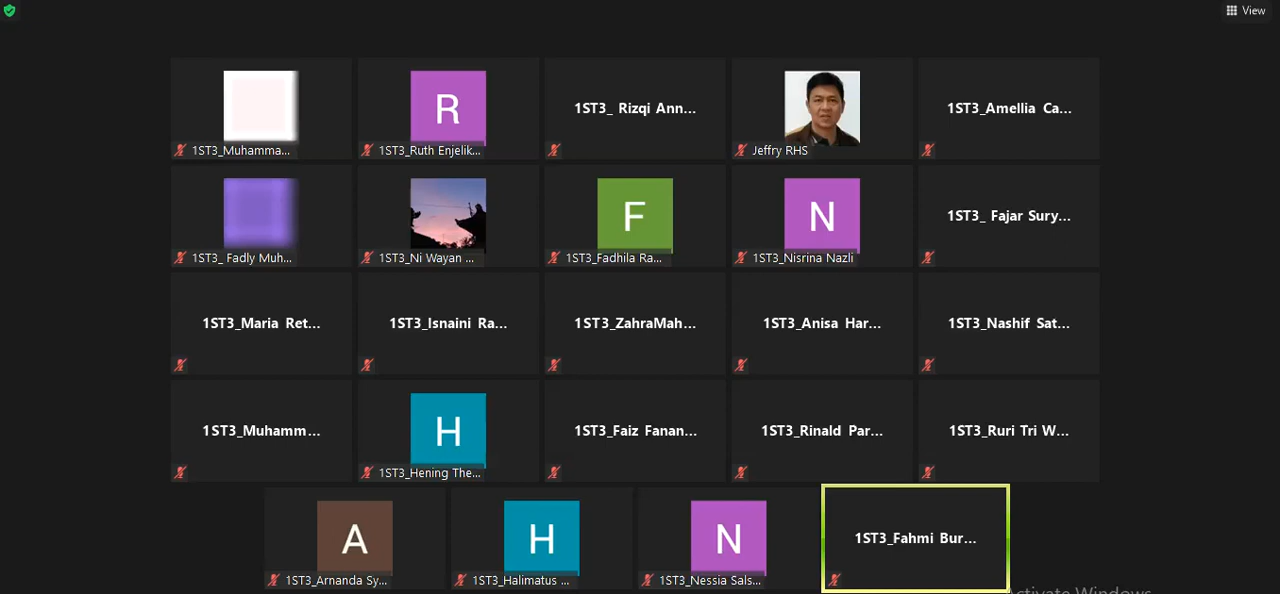 View
1ST3_Muhamma...
R
1ST3_Ruth Enjelik...
1ST3_ Rizqi Ann...
Jeffry RHS
1ST3_Amellia Ca...
1ST3_ Fadly Muh...
1ST3_Ni Wayan ...
F
1ST3_Fadhila Ra...
N
1ST3_Nisrina Nazli
1ST3_ Fajar Sury...
1ST3_Maria Ret...
1ST3_Isnaini Ra...
1ST3_ZahraMah...
1ST3_Anisa Har...
1ST3_Nashif Sat...
1ST3_Muhamm...
H
1ST3_Hening The...
1ST3_Faiz Fanan...
1ST3_Rinald Par...
1ST3_Ruri Tri W...
A
1ST3_Arnanda Sy...
H
1ST3_Halimatus ...
N
1ST3_Nessia Sals...
1ST3_Fahmi Bur...
Activate Windows